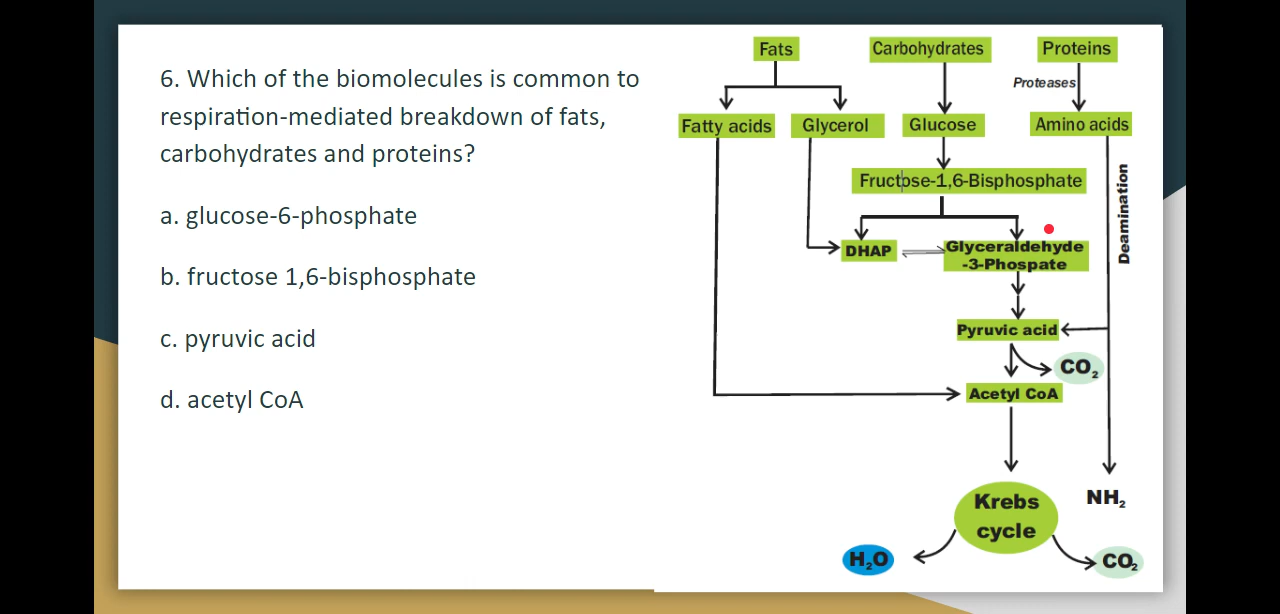 6. Which of the biomolecules is common to
respiration-mediated breakdown of fats,
carbohydrates and proteins?
a. glucose-6-phosphate
b. fructose 1,6-bisphosphate
c. pyruvic acid
d. acetyl CoA
Fats
Carbohydrates
Proteins
Proteases
Fatty acids
Glycerol
Glucose
Amino acids
Fructose-1,6-Bisphosphate
Deamination
DHAP
Glyceraldehyde
-3-Phospate
Pyruvic acid
CO₂
Acetyl CoA
Krebs
cycle
NH₂
H₂O
CO₂